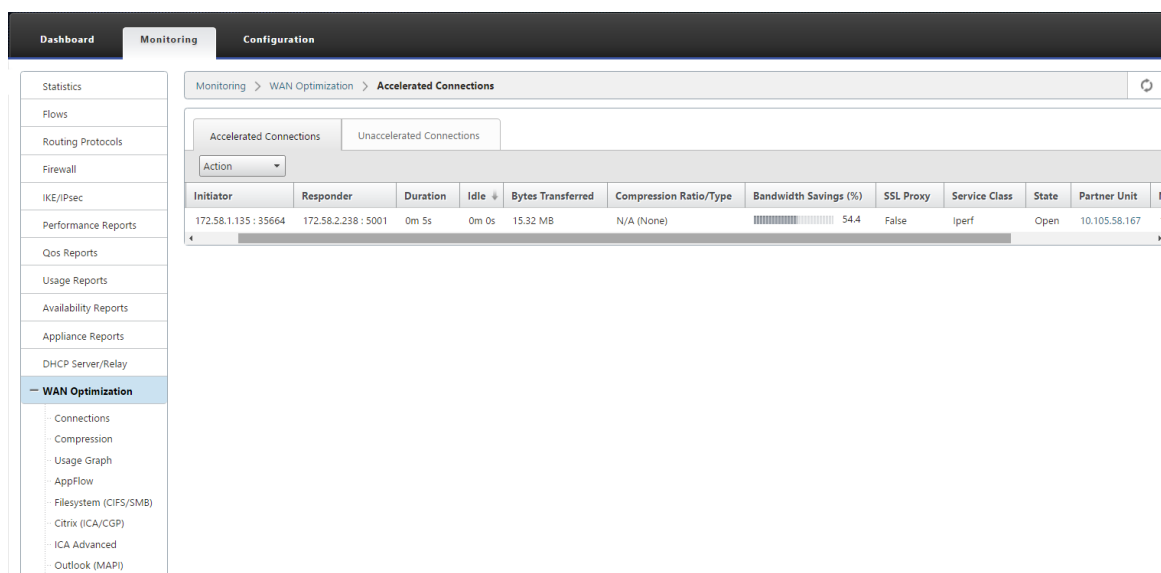 Dashboard Monitoring Configuration
Statistics
Flows
Routing Protocols
Firewall
IKE/IPsec
Performance Reports
Qos Reports
Usage Reports
Availability Reports
Appliance Reports
DHCP Server/Relay
WAN Optimization
Connections
Compression
Usage Graph
AppFlow
Filesystem (CIFS/SMB)
Citrix (ICA/CGP)
ICA Advanced
Outlook (MAPI)
Monitoring > WAN Optimization > Accelerated Connections
Accelerated Connections Unaccelerated Connections
Action
Initiator Responder Duration Idle Bytes Transferred Compression Ratio/Type Bandwidth Savings (%) SSL Proxy Service Class State Partner Unit
172.58.1.135 : 35664 172.58.2.238 : 5001 0m 5s 0m 0s 15.32 MB N/A (None) 54.4 False Iperf Open 10.105.58.167